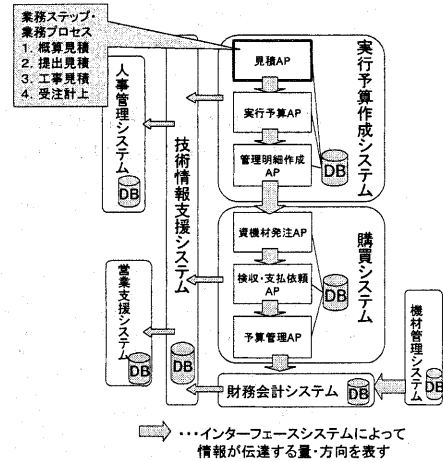 業務ステップ・
業務プロセス
1. 概算見積
2. 提出見積
3. 工事見積
4. 受注計上
人事管理システム
DB
営業支援システム
DB
技術情報支援システム
DB
見積AP
実行予算AP
管理明細作成
AP
DB
実行予算作成システム
資機材発注AP
検収・支払依頼
AP
予算管理AP
DB
購買システム
財務会計システム
DB
機材管理システム
DB
・・・インターフェースシステムによって
情報が伝達する量・方向を表す